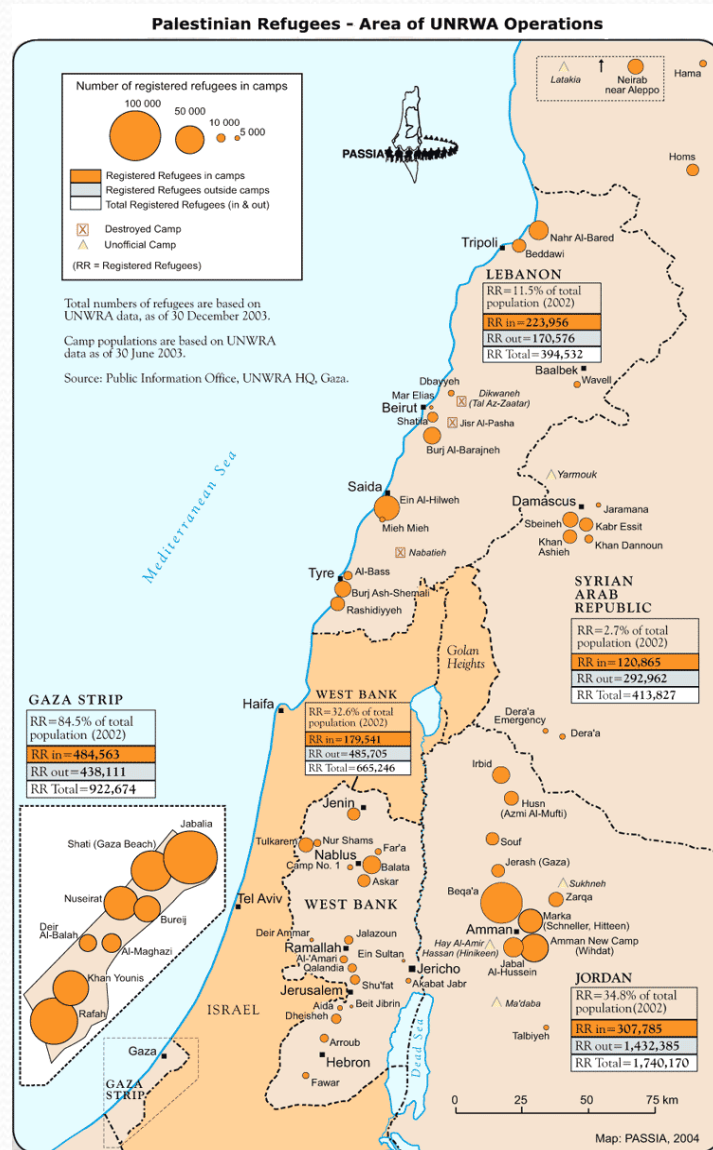 Palestinian Refugees - Area of UNRWA Operations
Number of registered refugees in camps
100 000
50 000
10 000
5 000
Registered Refugees in camps
Registered Refugees outside camps
Total Registered Refugees (in & out)
Destroyed Camp
Unofficial Camp
(RR = Registered Refugees)
Total numbers of refugees are based on
UNWRA data, as of 30 December 2003.
Camp populations are based on UNWRA
data as of 30 June 2003.
Source: Public Information Office, UNWRA HQ, Gaza.
PASSIA
Latakia
Neirab
near Aleppo
Hama
Homs
Tripoli
Nahr Al-Bared
Beddawi
LEBANON
RR=11.5% of total
population (2002)
RR in=223,956
RR out=170,576
RR Total=394,532
Baalbek
Wavell
Dbayyeh
Mar Elias
Dikwaneh
(Tal Az-Zaatar)
Beirut
Shatila
Jisr Al-Pasha
Burj Al-Barajneh
Mediterranean Sea
Yarmouk
Saida
Ein Al-Hilweh
Mieh Mieh
Damascus
Jaramana
Sbeineh
Kabr Essit
Khan
Ashieh
Khan Dannoun
Nabatieh
Tyre
Al-Bass
Burj Ash-Shemali
Rashidiyyeh
SYRIAN
ARAB
REPUBLIC
RR=2.7% of total
population (2002)
RR in=120,865
RR out=292,962
RR Total=413,827
Golan
Heights
GAZA STRIP
RR=84.5% of total
population (2002)
RR in=484,563
RR out=438,111
RR Total=922,674
Haifa
WEST BANK
RR=32.6% of total
population (2002)
RR in=179,541
RR out=485,705
RR Total=665,246
Dera'a
Emergency
Dera'a
Irbid
Husn
(Azmi Al-Mufti)
Souf
Jerash (Gaza)
Sukhneh
Beqa'a
Zarqa
Marka
(Schneller, Hitteen)
Amman
Hay Al-Amir
Hassan (Hinikeen)
Amman New Camp
(Wihdat)
Jabal
Al-Hussein
Jabalia
Shati (Gaza Beach)
Nuseirat
Bureij
Deir
Al-Balah
Al-Maghazi
Khan Younis
Rafah
Jenin
Tulkarem
Nur Shams
Far'a
Nablus
Camp No. 1
Balata
Askar
Tel Aviv
WEST BANK
Deir Ammar
Jalazoun
Ramallah
Al-'Amari
Ein Sultan
Qalandia
Jericho
Shu'fat
Akabat Jabr
Jerusalem
Aida
Beit Jibrin
Dheisheh
ISRAEL
Arroub
Hebron
Fawar
Dead Sea
Gaza
GAZA
STRIP
Ma'daba
Talbiyeh
JORDAN
RR=34.8% of total
population(2002)
RR in=307,785
RR out=1,432,385
RR Total=1,740,170
0 25 50 75 km
Map: PASSIA, 2004